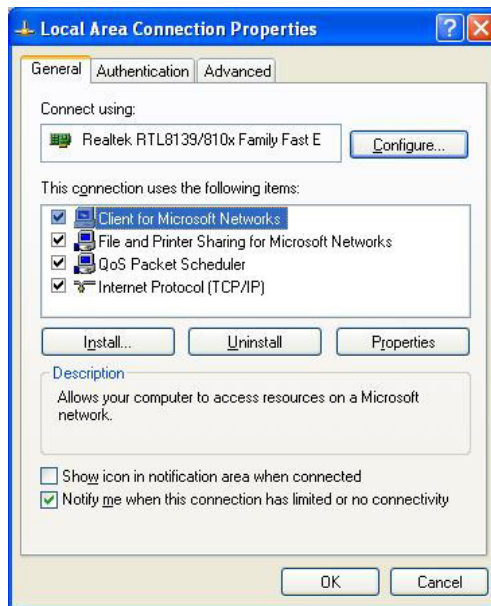 Local Area Connection Properties
General Authentication Advanced
Connect using:
Realtek RTL8139/810x Family Fast E
Configure...
This connection uses the following items:
Client for Microsoft Networks
File and Printer Sharing for Microsoft Networks
QoS Packet Scheduler
Internet Protocol (TCP/IP)
Install... Uninstall Properties
Description
Allows your computer to access resources on a Microsoft
network.
Show icon in notification area when connected
Notify me when this connection has limited or no connectivity
OK Cancel